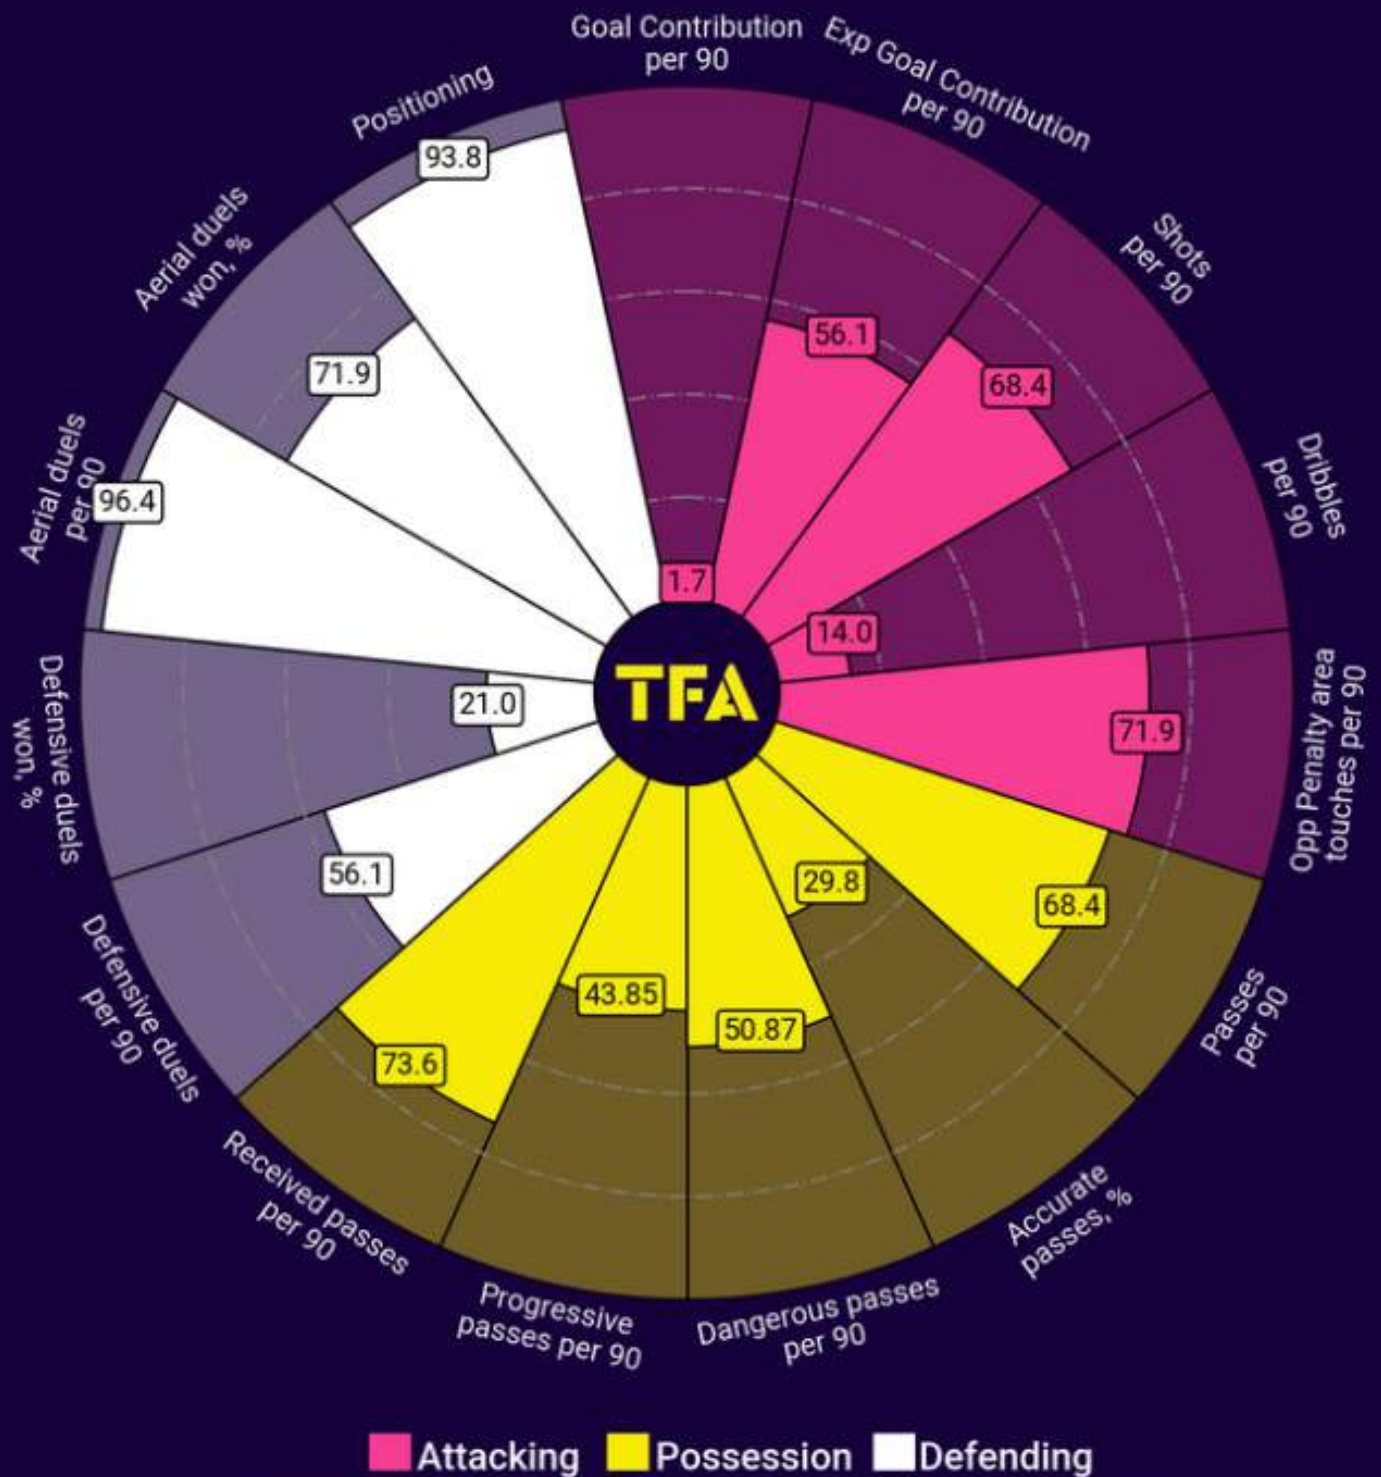 Goal Contribution
per 90
Exp Goal Contribution
per 90
Shots
per 90
Dribbles
per 90
Opp Penalty area
touches per 90
Passes
per 90
Accurate
passes, %
Dangerous passes
per 90
Progressive
passes per 90
Received passes
per 90
Defensive duels
per 90
Defensive duels
won, %
Aerial duels
per 90
Aerial duels
won, %
Positioning
1.7
56.1
68.4
14.0
71.9
68.4
29.8
50.87
43.85
73.6
56.1
21.0
96.4
71.9
93.8
TFA
Attacking
Possession
Defending